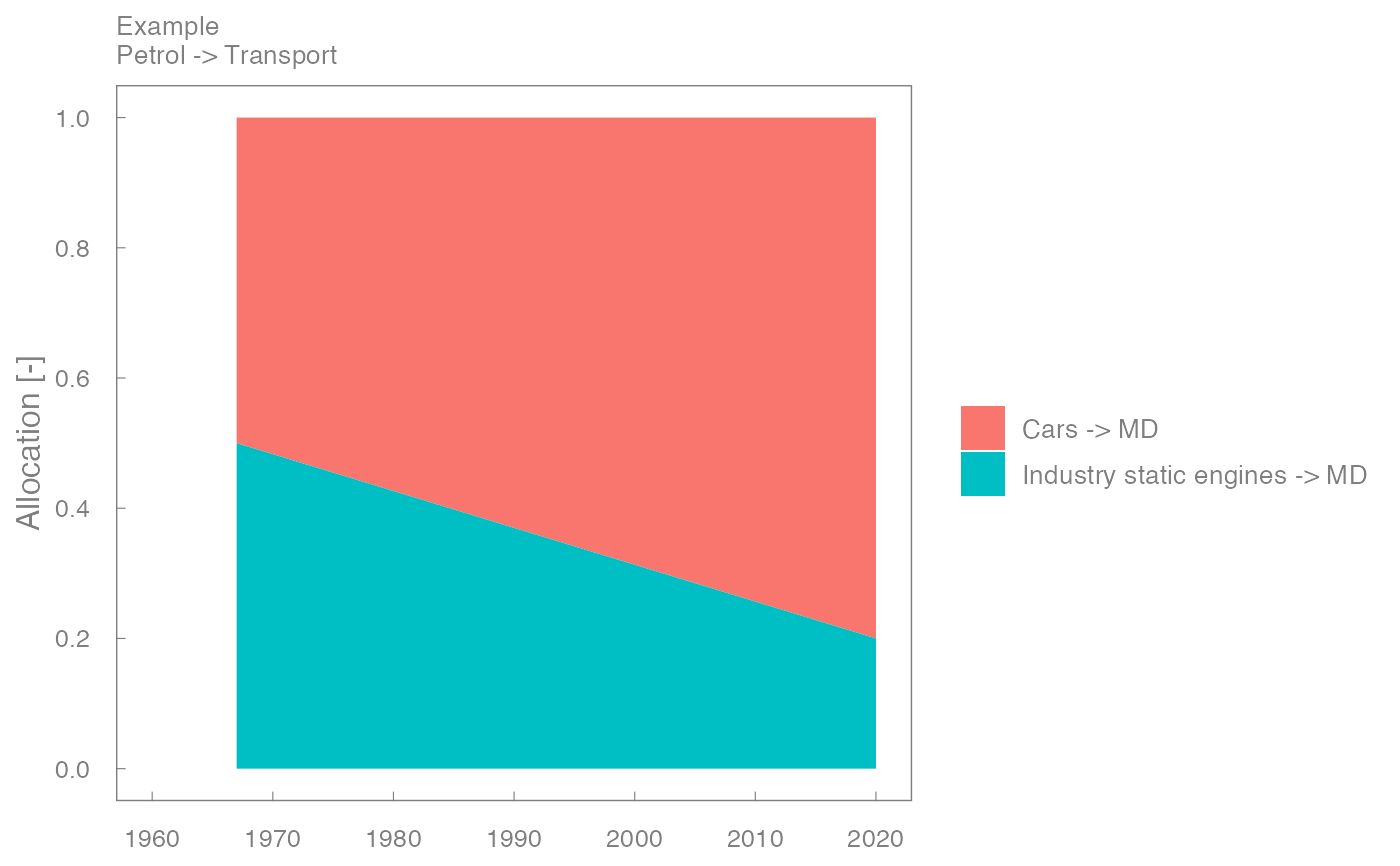 Example
Petrol -> Transport
Allocation [-]
1.0
0.8
0.6
0.4
0.2
0.0
1960 1970 1980 1990 2000 2010 2020
Cars -> MD
Industry static engines -> MD